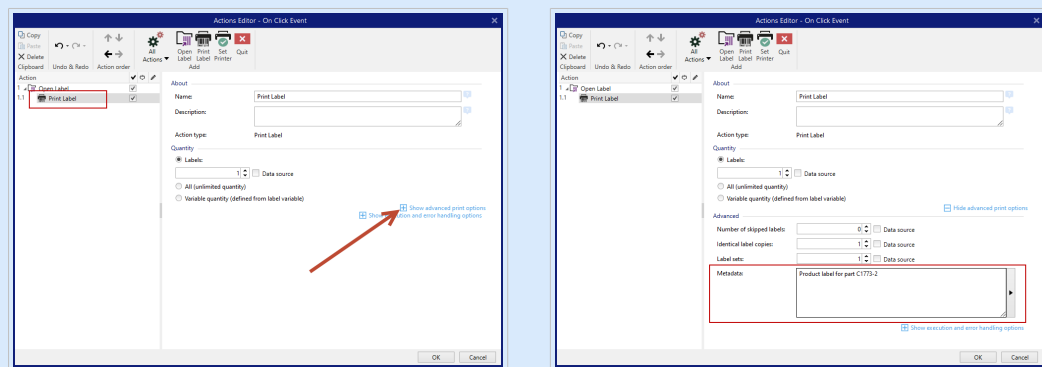 Actions Editor - On Click Event
Copy
Paste
Delete
Clipboard
Undo & Redo
Action order
All
Actions
Open
Label
Print
Label
Set
Printer
Quit
Add
Action
1 Open Label
1.1 Print Label
About
Name: Print Label
Description:
Action type: Print Label
Quantity
Labels:
1 Data source
All (unlimited quantity)
Variable quantity (defined from label variable)
Show advanced print options
Show execution and error handling options
OK Cancel
Actions Editor - On Click Event
Copy
Paste
Delete
Clipboard
Undo & Redo
Action order
All
Actions
Open
Label
Print
Label
Set
Printer
Quit
Add
Action
1 Open Label
1.1 Print Label
About
Name: Print Label
Description:
Action type: Print Label
Quantity
Labels:
1 Data source
All (unlimited quantity)
Variable quantity (defined from label variable)
Hide advanced print options
Advanced
Number of skipped labels: 0 Data source
Identical label copies: 1 Data source
Label sets: 1 Data source
Metadata: Product label for part C1773-2
Show execution and error handling options
OK Cancel